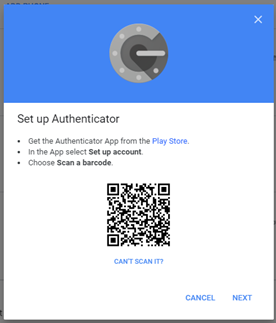 Set up Authenticator
Get the Authenticator App from the Play Store.
In the App select Set up account.
Choose Scan a barcode.
CAN'T SCAN IT?
CANCEL NEXT